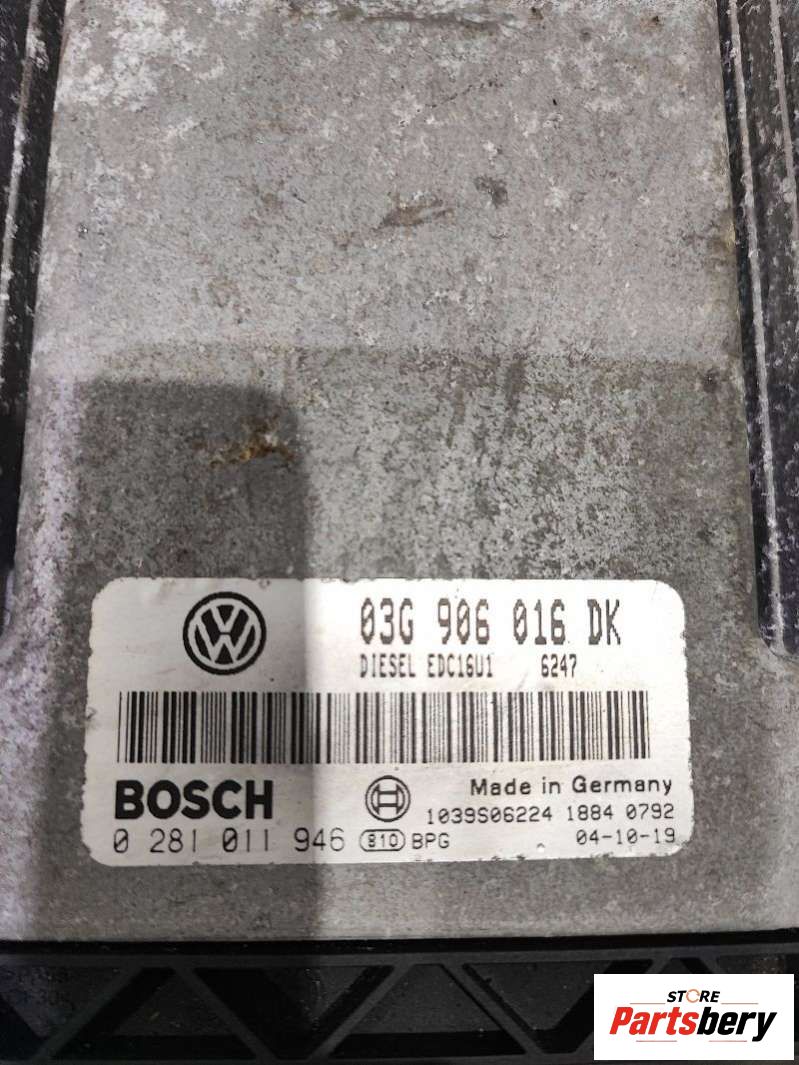 03G 906 016 DK
DIESEL EDC16U1 6247
BOSCH
Made in Germany
1039S06224 1884 0792
0 281 011 946 810 BPG 04-10-19
STORE
Partsbery